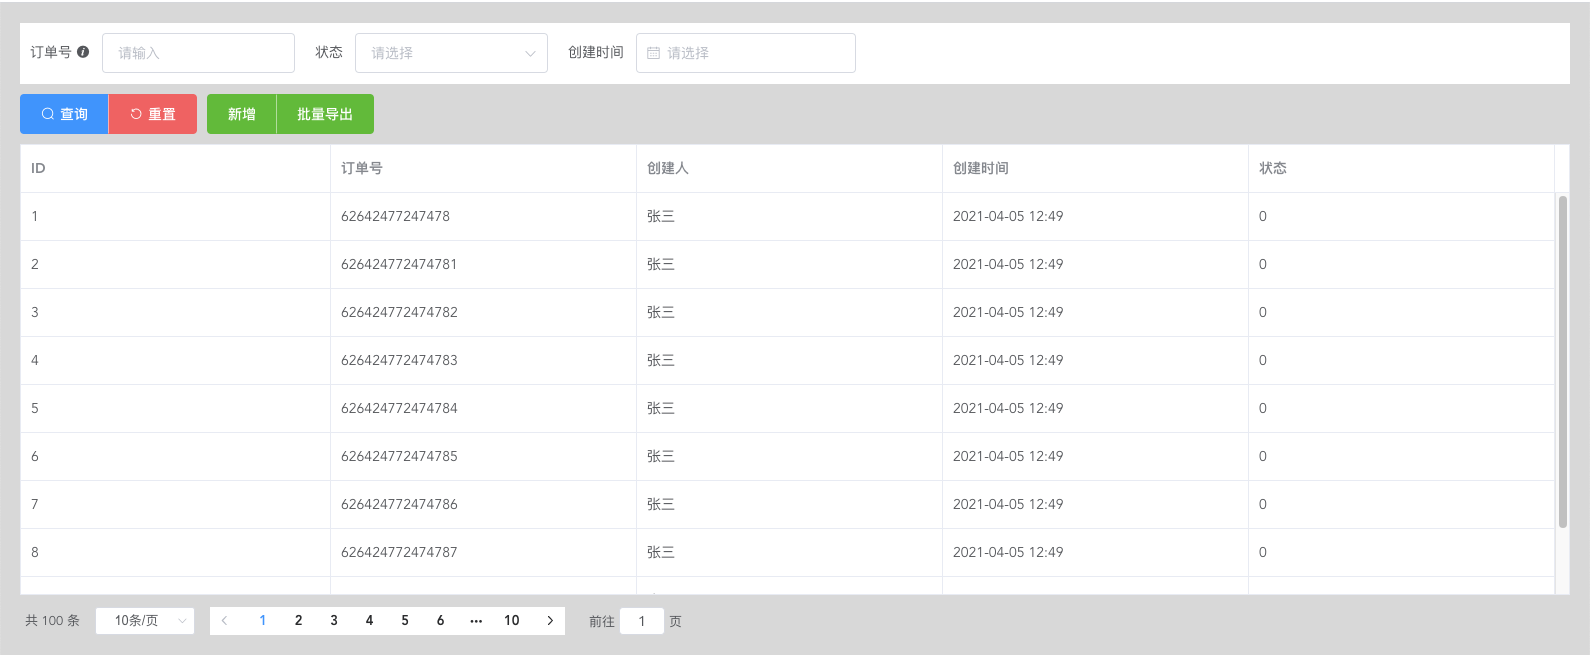 订单号 请输入 状态 请选择 创建时间 请选择
查询 重置 新增 批量导出
ID 订单号 创建人 创建时间 状态
1 62642477247478 张三 2021-04-05 12:49 0
2 626424772474781 张三 2021-04-05 12:49 0
3 626424772474782 张三 2021-04-05 12:49 0
4 626424772474783 张三 2021-04-05 12:49 0
5 626424772474784 张三 2021-04-05 12:49 0
6 626424772474785 张三 2021-04-05 12:49 0
7 626424772474786 张三 2021-04-05 12:49 0
8 626424772474787 张三 2021-04-05 12:49 0
共 100 条 10条/页 1 2 3 4 5 6 ••• 10 前往 1 页